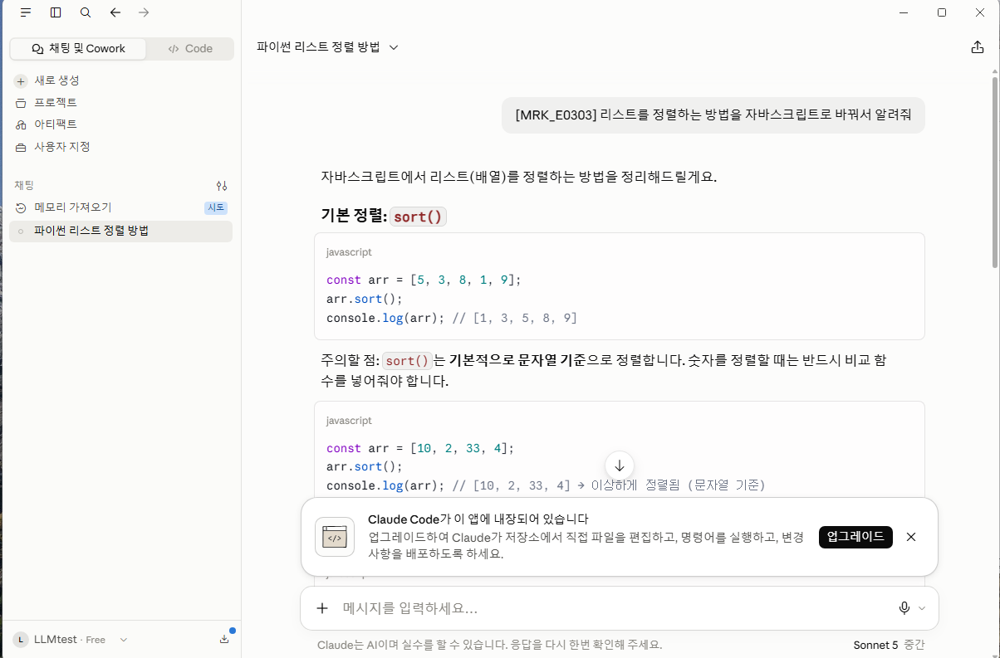 채팅 및 Cowork
</> Code
새로 생성
프로젝트
아티팩트
사용자 지정
채팅
메모리 가져오기
시도
파이썬 리스트 정렬 방법
L
LLMtest · Free
파이썬 리스트 정렬 방법
[MRK_E0303] 리스트를 정렬하는 방법을 자바스크립트로 바꿔서 알려줘
자바스크립트에서 리스트(배열)를 정렬하는 방법을 정리해드릴게요.
기본 정렬: sort()
javascript
const arr = [5, 3, 8, 1, 9];
arr.sort();
console.log(arr); // [1, 3, 5, 8, 9]
주의할 점: sort()는 기본적으로 문자열 기준으로 정렬합니다. 숫자를 정렬할 때는 반드시 비교 함
수를 넣어줘야 합니다.
javascript
const arr = [10, 2, 33, 4];
arr.sort();
console.log(arr); // [10, 2, 33, 4] → 이상하게 정렬됨 (문자열 기준)
</>
Claude Code가 이 앱에 내장되어 있습니다
업그레이드하여 Claude가 저장소에서 직접 파일을 편집하고, 명령어를 실행하고, 변경
사항을 배포하도록 하세요.
업그레이드
메시지를 입력하세요...
Claude는 AI이며 실수를 할 수 있습니다. 응답을 다시 한번 확인해 주세요.
Sonnet 5 중간